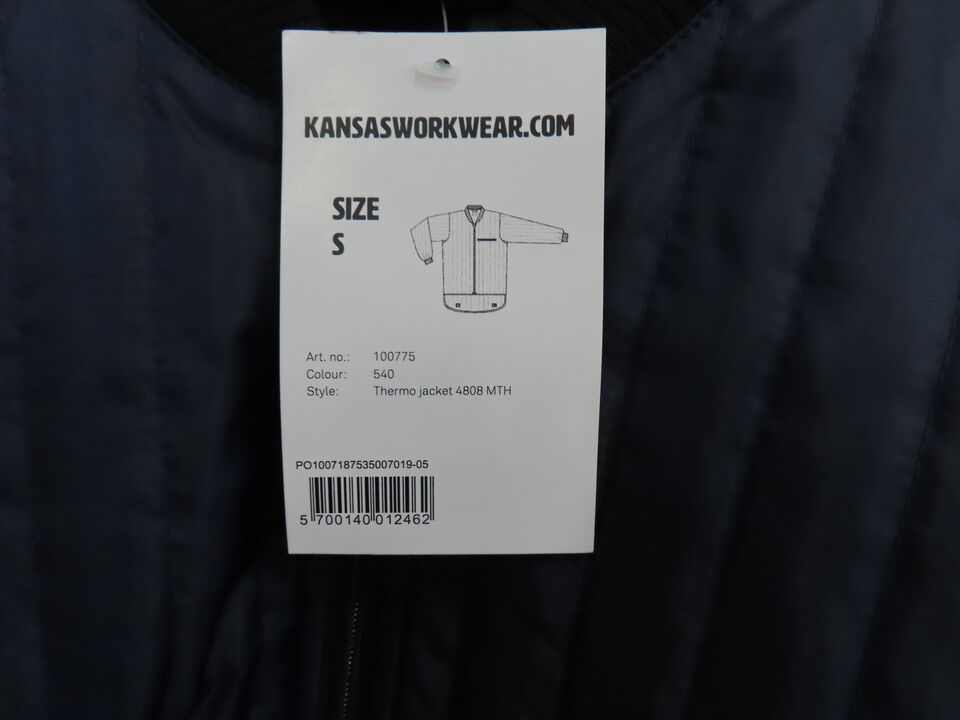 KANSASWORKWEAR.COM
SIZE
S
Art. no.: 100775
Colour: 540
Style: Thermo jacket 4808 MTH
PO1007187535007019-05
5 700140 012462